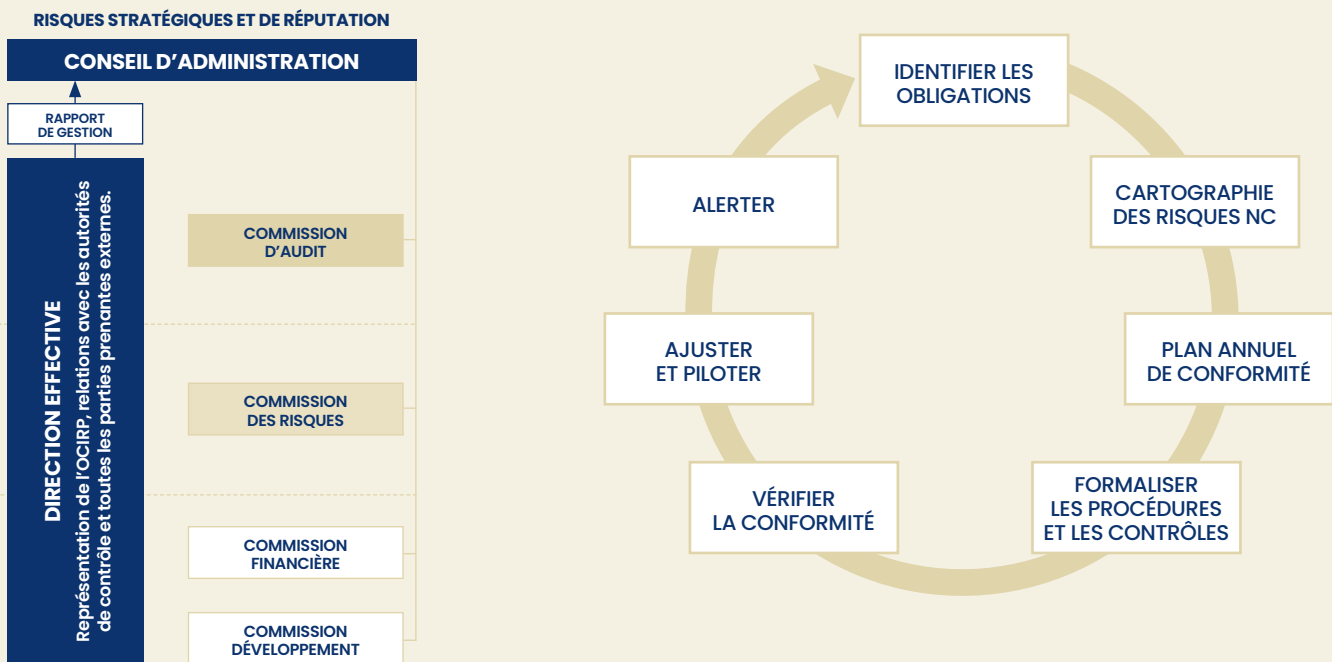 RISQUES STRATÉGIQUES ET DE RÉPUTATION
CONSEIL D’ADMINISTRATION
RAPPORT
DE GESTION
DIRECTION EFFECTIVE
Représentation de l’OCIRP, relations avec les autorités
de contrôle et toutes les parties prenantes externes.
COMMISSION
D’AUDIT
COMMISSION
DES RISQUES
COMMISSION
FINANCIÈRE
COMMISSION
DÉVELOPPEMENT
IDENTIFIER LES
OBLIGATIONS
CARTOGRAPHIE
DES RISQUES NC
PLAN ANNUEL
DE CONFORMITÉ
FORMALISER
LES PROCÉDURES
ET LES CONTRÔLES
VÉRIFIER
LA CONFORMITÉ
AJUSTER
ET PILOTER
ALERTER